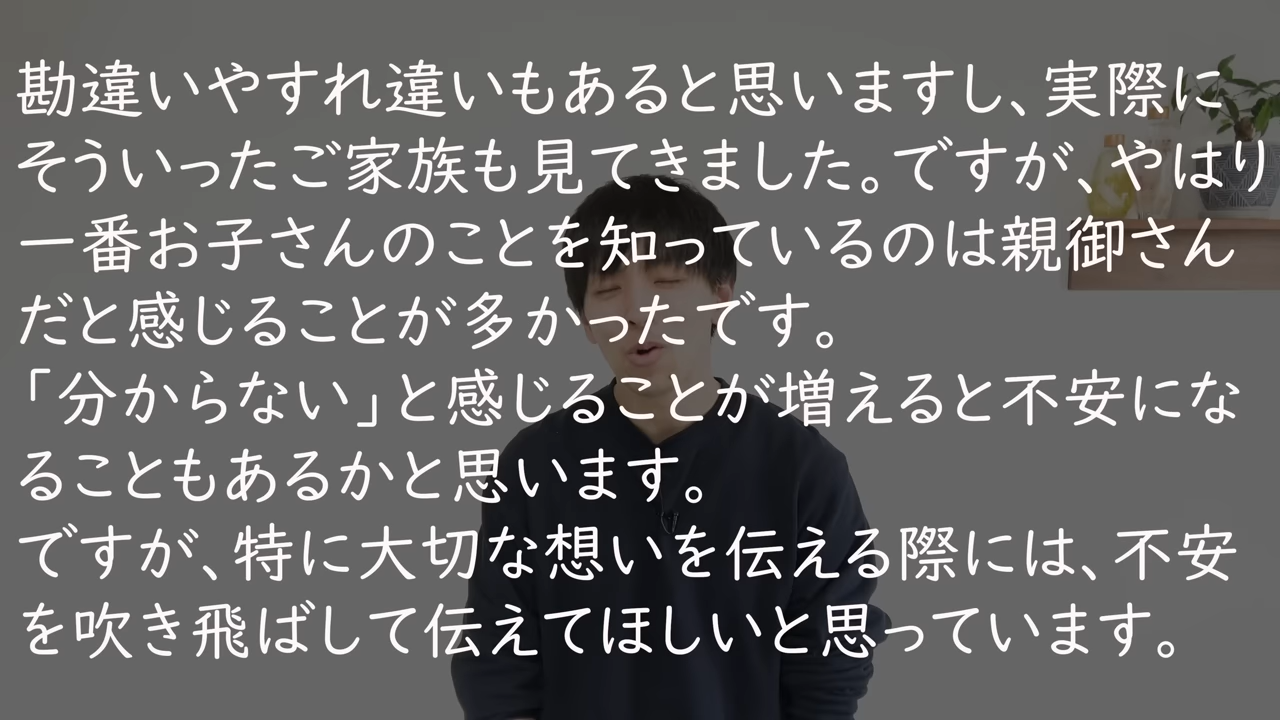 勘違いやすれ違いもあると思いますし、実際に
そういったご家族も見てきました。ですが、やはり
一番お子さんのことを知っているのは親御さん
だと感じることが多かったです。
「分からない」と感じることが増えると不安にな
ることもあるかと思います。
ですが、特に大切な想いを伝える際には、不安
を吹き飛ばして伝えてほしいと思っています。